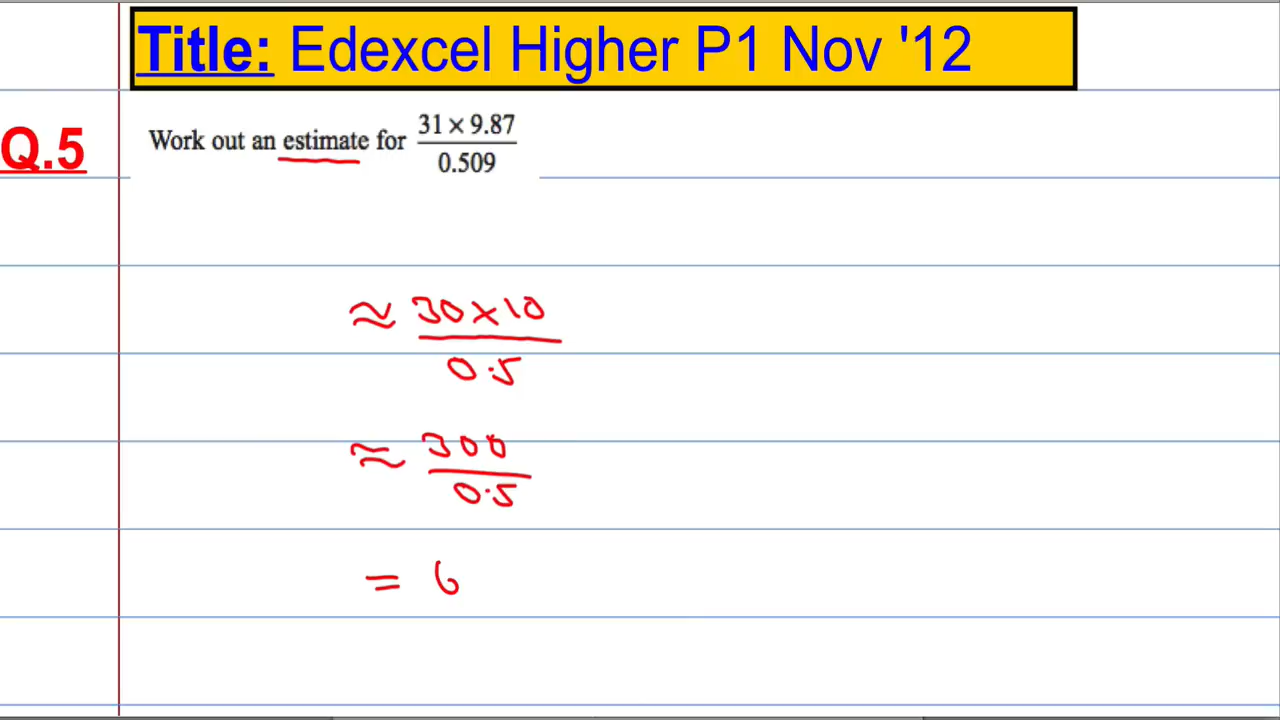 Title: Edexcel Higher P1 Nov '12
Q.5
Work out an estimate for 31 × 9.87 / 0.509
≈ 30 × 10 / 0.5
≈ 300 / 0.5
= 6